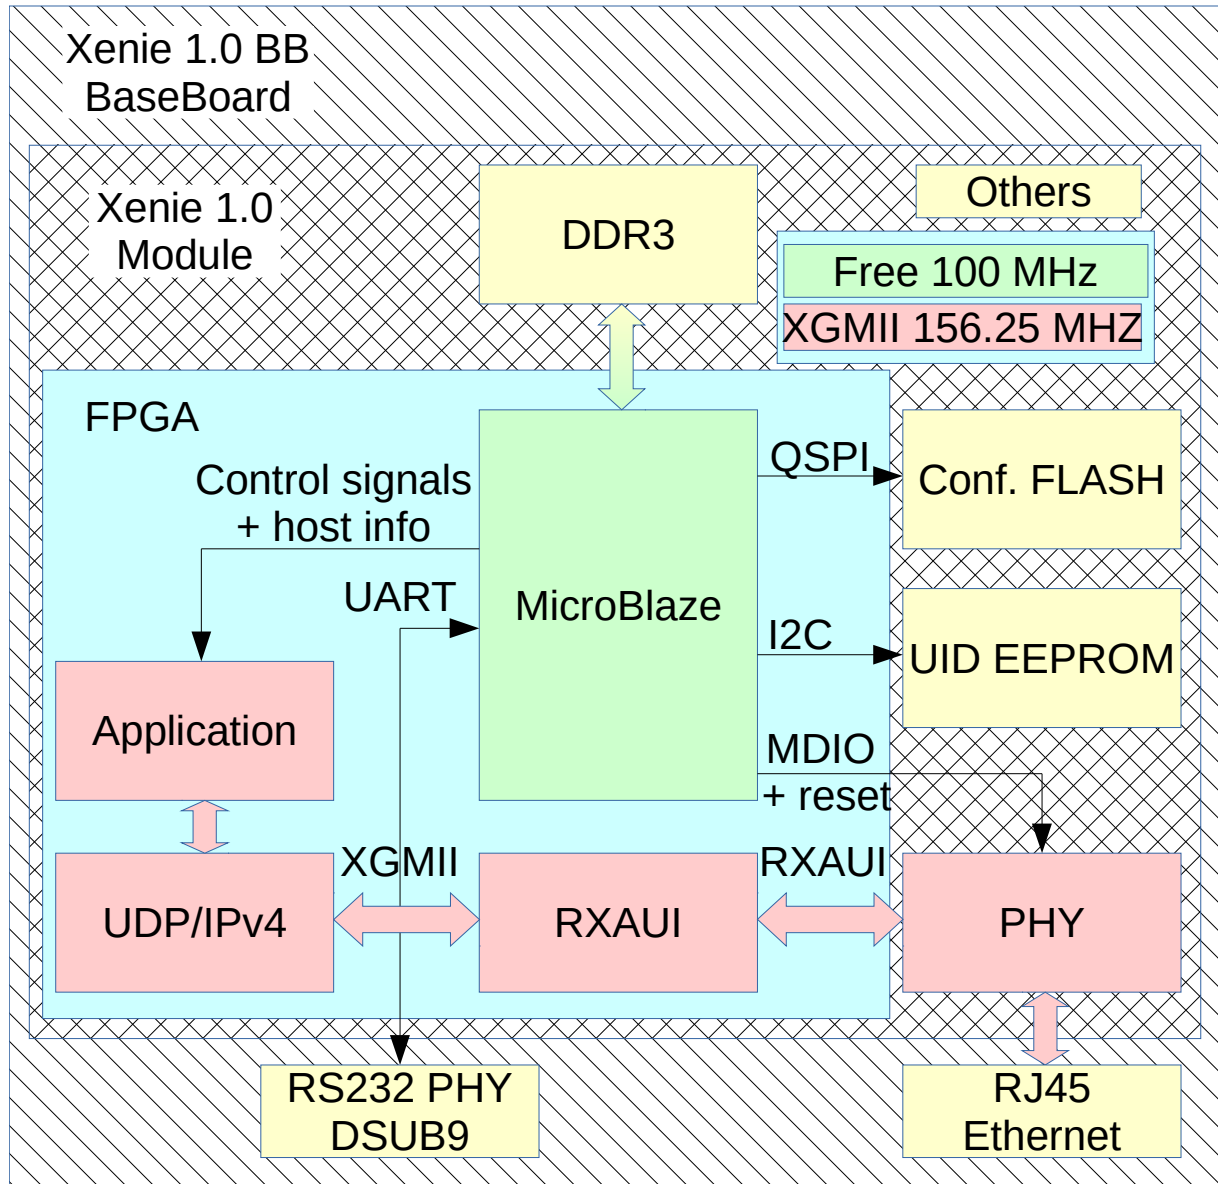 Xenie 1.0 BB
BaseBoard
Xenie 1.0
Module
DDR3
Others
Free 100 MHz
XGMII 156.25 MHZ
FPGA
Control signals
+ host info
UART
MicroBlaze
QSPI
Conf. FLASH
I2C
UID EEPROM
MDIO
+ reset
Application
XGMII
RXAUI
UDP/IPv4
RXAUI
PHY
RS232 PHY
DSUB9
RJ45
Ethernet